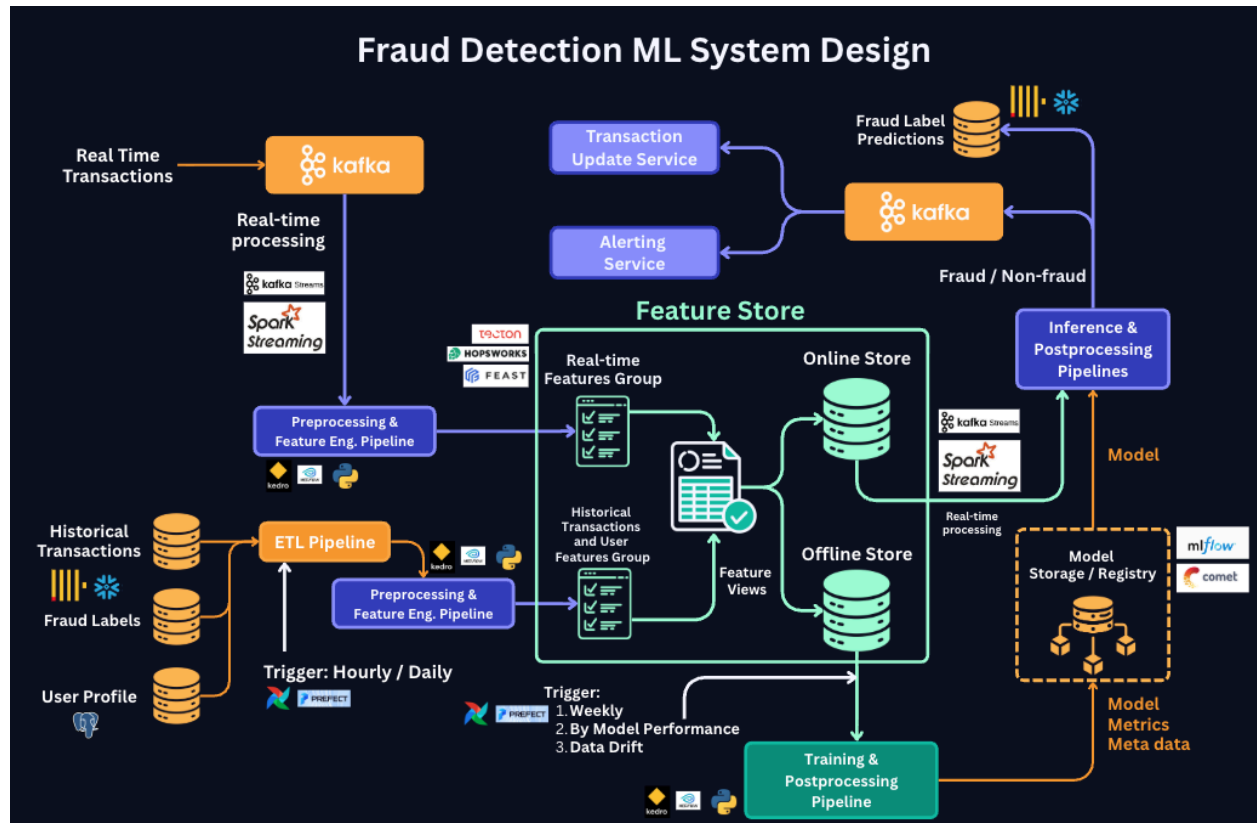 Fraud Detection ML System Design
Real Time
Transactions
kafka
Real-time
processing
kafka Streams
Spark
Streaming
Preprocessing &
Feature Eng. Pipeline
kedro
Transaction
Update Service
Alerting
Service
kafka
Fraud Label
Predictions
Fraud / Non-fraud
Inference &
Postprocessing
Pipelines
Feature Store
TECTON
HOPSWORKS
FEAST
Real-time
Features Group
Online Store
kafka Streams
Spark
Streaming
Real-time
processing
Model
Historical
Transactions
Fraud Labels
User Profile
ETL Pipeline
kedro
Preprocessing &
Feature Eng. Pipeline
Trigger: Hourly / Daily
PREFECT
Historical
Transactions
and User
Features Group
Feature
Views
Offline Store
Model
Storage / Registry
mlflow
comet
PREFECT
Trigger:
1. Weekly
2. By Model Performance
3. Data Drift
Training &
Postprocessing
Pipeline
kedro
Model
Metrics
Meta data